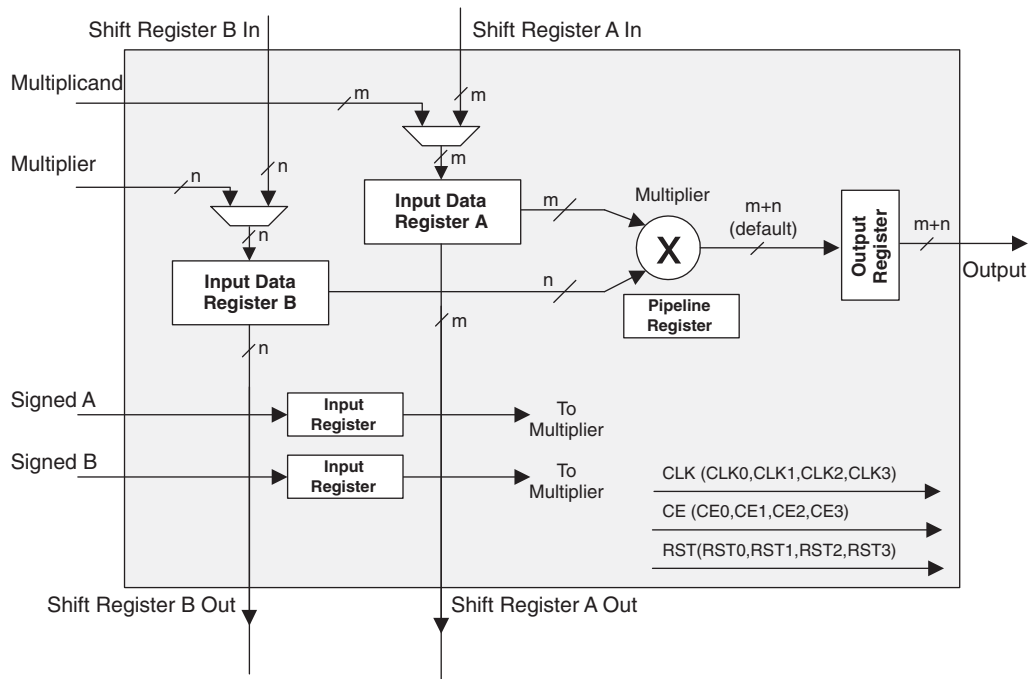 Shift Register B In
Shift Register A In
Multiplicand
m
m
Multiplier
n
n
m
Input Data
Register A
m
Multiplier
X
m+n
(default)
Output
Register
m+n
Output
n
Input Data
Register B
n
m
Pipeline
Register
n
Signed A
Input
Register
To
Multiplier
Signed B
Input
Register
To
Multiplier
CLK (CLK0,CLK1,CLK2,CLK3)
CE (CE0,CE1,CE2,CE3)
RST(RST0,RST1,RST2,RST3)
Shift Register B Out
Shift Register A Out